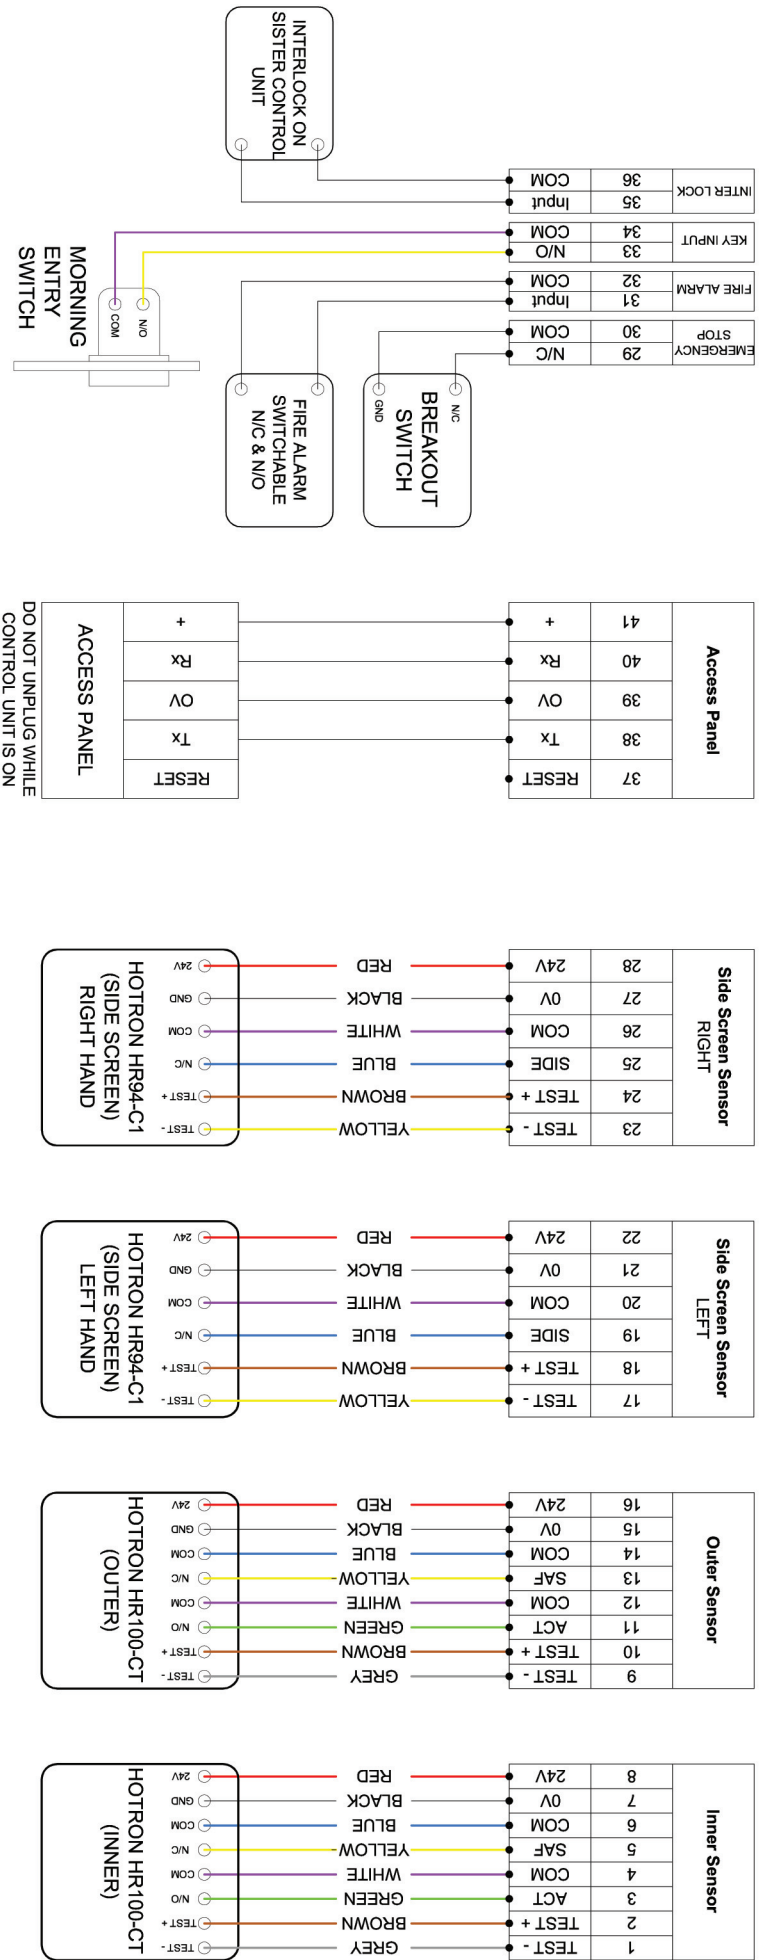 Inner Sensor
1 TEST -
2 TEST +
3 ACT
4 COM
5 SAF
6 COM
7 0V
8 24V
GREY
BROWN
GREEN
WHITE
YELLOW
BLUE
BLACK
RED
TEST -
TEST +
N/O
COM
N/C
COM
GND
24V
HOTRON HR100-CT
(INNER)
Outer Sensor
9 TEST -
10 TEST +
11 ACT
12 COM
13 SAF
14 COM
15 0V
16 24V
GREY
BROWN
GREEN
WHITE
YELLOW
BLUE
BLACK
RED
TEST -
TEST +
N/O
COM
N/C
COM
GND
24V
HOTRON HR100-CT
(OUTER)
Side Screen Sensor
LEFT
17 TEST -
18 TEST +
19 SIDE
20 COM
21 0V
22 24V
YELLOW
BROWN
BLUE
WHITE
BLACK
RED
TEST -
TEST +
N/C
COM
GND
24V
HOTRON HR94-C1
(SIDE SCREEN)
LEFT HAND
Side Screen Sensor
RIGHT
23 TEST -
24 TEST +
25 SIDE
26 COM
27 0V
28 24V
YELLOW
BROWN
BLUE
WHITE
BLACK
RED
TEST -
TEST +
N/C
COM
GND
24V
HOTRON HR94-C1
(SIDE SCREEN)
RIGHT HAND
Access Panel
37 RESET
38 Tx
39 OV
40 Rx
41 +
RESET
Tx
OV
Rx
+
ACCESS PANEL
DO NOT UNPLUG WHILE
CONTROL UNIT IS ON
EMERGENCY
STOP
29 N/C
30 COM
FIRE ALARM
31 Input
32 COM
KEY INPUT
33 N/O
34 COM
INTER LOCK
35 Input
36 COM
N/C
GND
BREAKOUT
SWITCH
FIRE ALARM
SWITCHABLE
N/C & N/O
N/O
COM
MORNING
ENTRY
SWITCH
INTERLOCK ON
SISTER CONTROL
UNIT